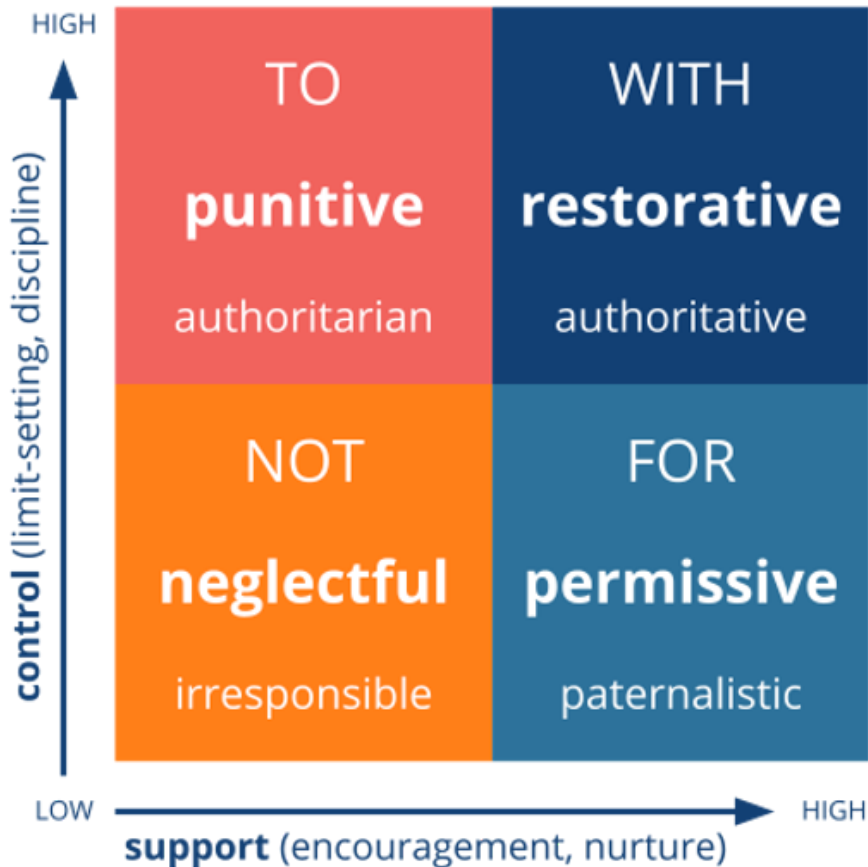 HIGH
TO
punitive
authoritarian
WITH
restorative
authoritative
NOT
neglectful
irresponsible
FOR
permissive
paternalistic
control (limit-setting, discipline)
LOW
HIGH
support (encouragement, nurture)